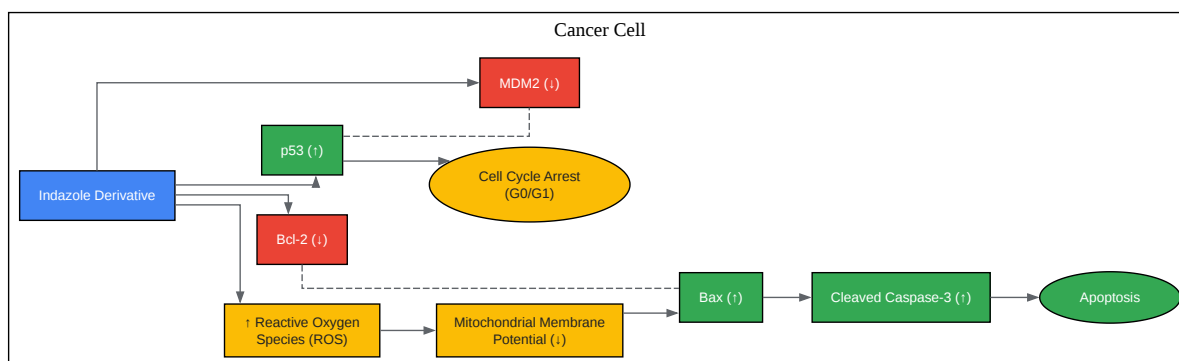 Cancer Cell
MDM2 (↓)
p53 (↑)
Cell Cycle Arrest
(G0/G1)
Indazole Derivative
Bcl-2 (↓)
Bax (↑)
Cleaved Caspase-3 (↑)
Apoptosis
↑ Reactive Oxygen
Species (ROS)
Mitochondrial Membrane
Potential (↓)